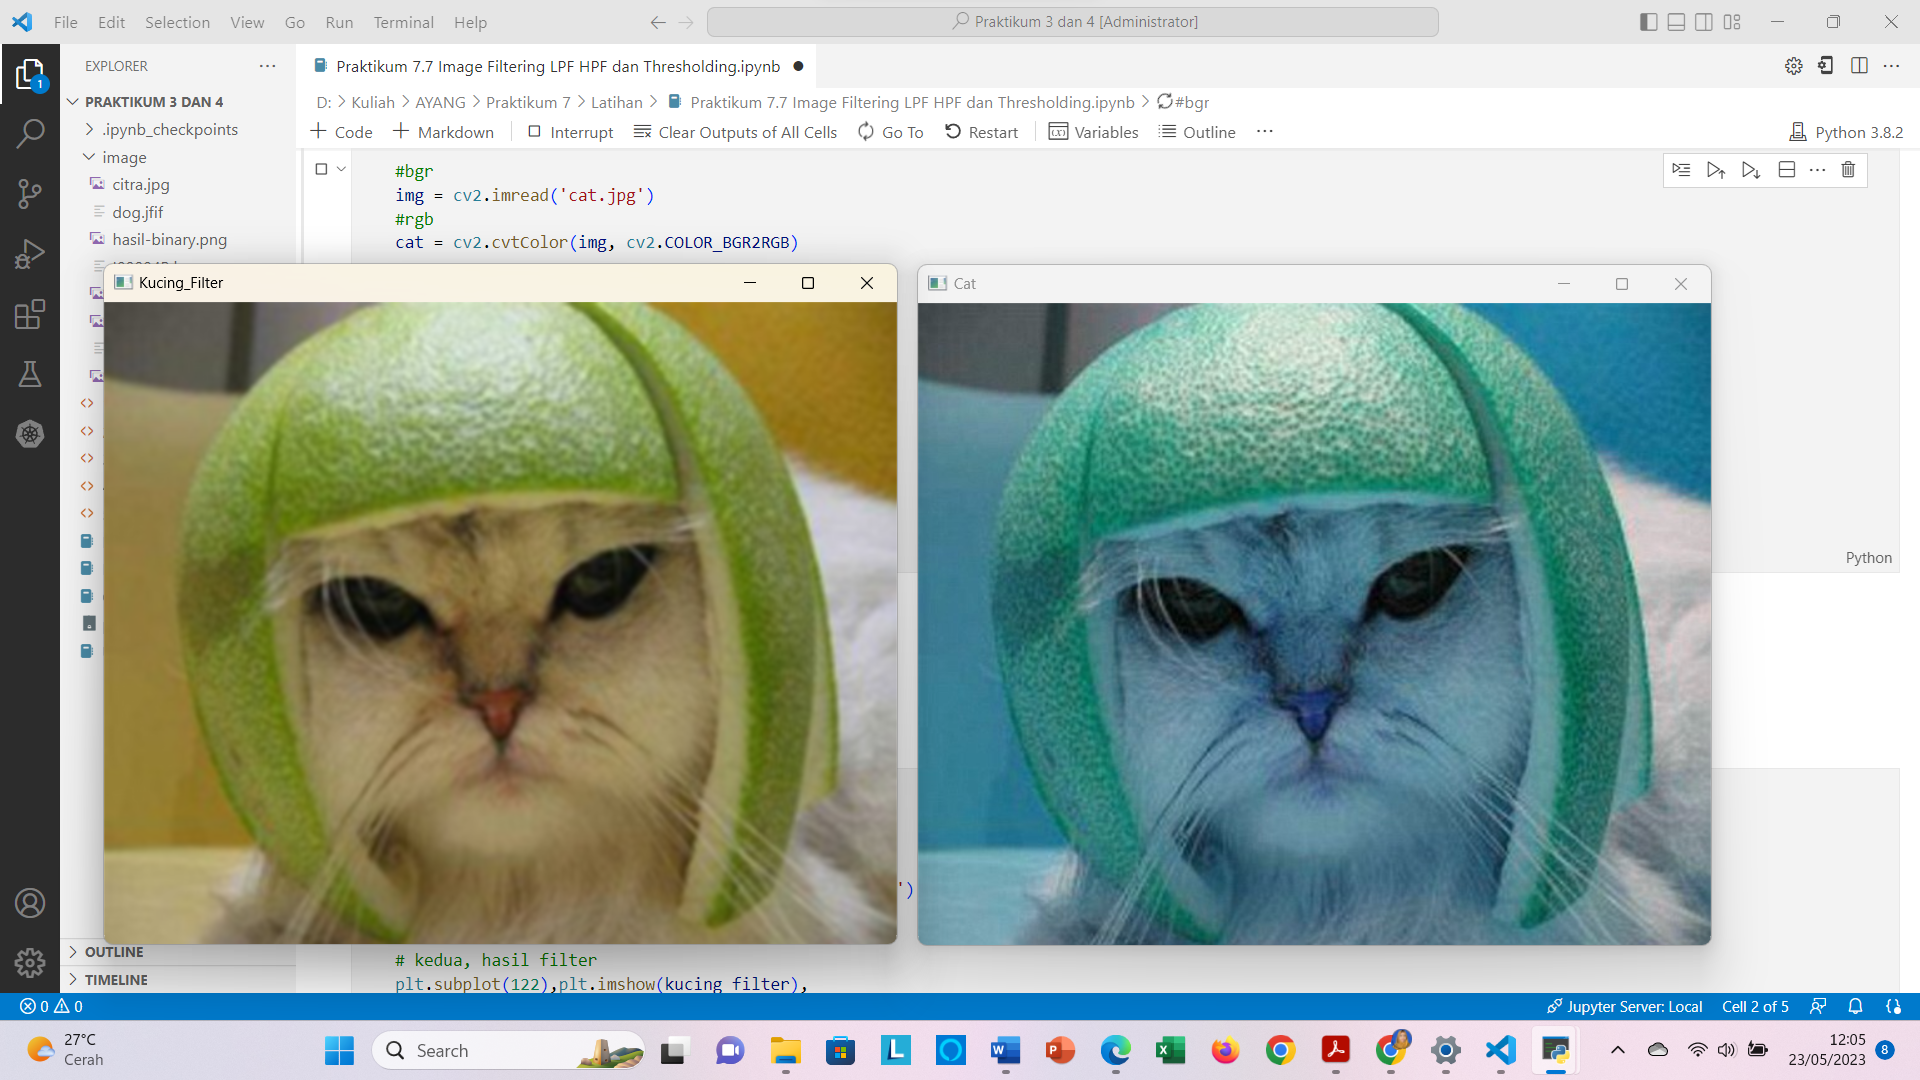 File Edit Selection View Go Run Terminal Help
Praktikum 3 dan 4 [Administrator]
EXPLORER
Praktikum 7.7 Image Filtering LPF HPF dan Thresholding.ipynb
PRAKTIKUM 3 DAN 4
D: > Kuliah > AYANG > Praktikum 7 > Latihan > Praktikum 7.7 Image Filtering LPF HPF dan Thresholding.ipynb > #bgr
.ipynb_checkpoints
Code Markdown Interrupt Clear Outputs of All Cells Go To Restart Variables Outline ... Python 3.8.2
image
citra.jpg
dog.jfif
hasil-binary.png
#bgr
img = cv2.imread('cat.jpg')
#rgb
cat = cv2.cvtColor(img, cv2.COLOR_BGR2RGB)
Kucing_Filter
Cat
Python
')
# kedua, hasil filter
plt.subplot(122),plt.imshow(kucing_filter),
OUTLINE
TIMELINE
1
0 0
Jupyter Server: Local Cell 2 of 5
27°C
Cerah
Search
12:05
23/05/2023
8